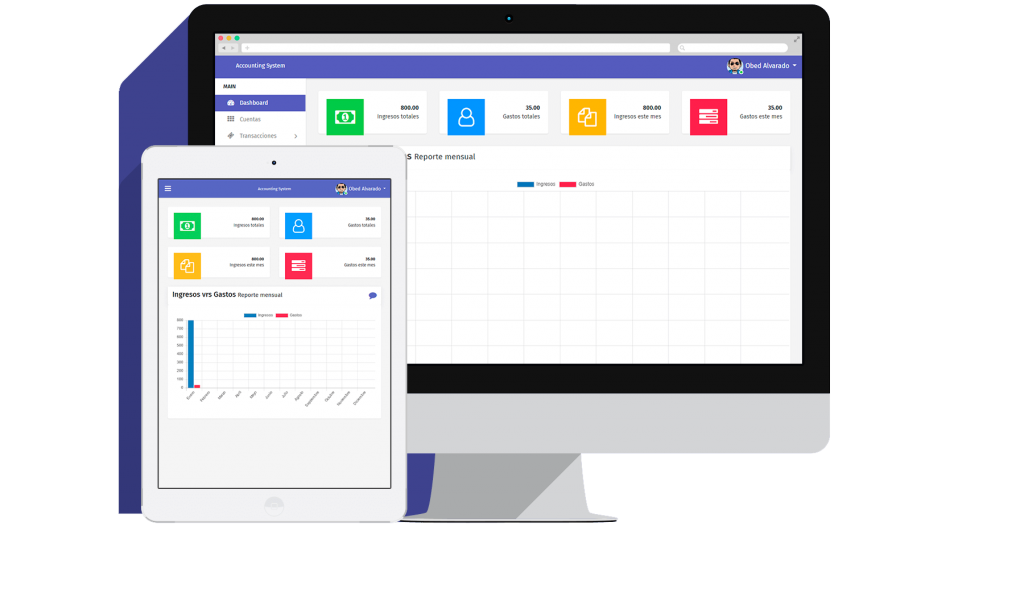 Accounting System
Obed Alvarado
MAIN
Dashboard
Cuentas
Transacciones
800.00
Ingresos totales
35.00
Gastos totales
800.00
Ingresos este mes
35.00
Gastos este mes
S Reporte mensual
Ingresos
Gastos
Accounting System
Obed Alvarado
800.00
Ingresos totales
35.00
Gastos totales
800.00
Ingresos este mes
35.00
Gastos este mes
Ingresos vrs Gastos Reporte mensual
Ingresos
Gastos
800
700
600
500
400
300
200
100
0
Enero
Febrero
Marzo
April
Mayo
Junio
Julio
Agosto
Septiembre
Octubre
Noviembre
Diciembre